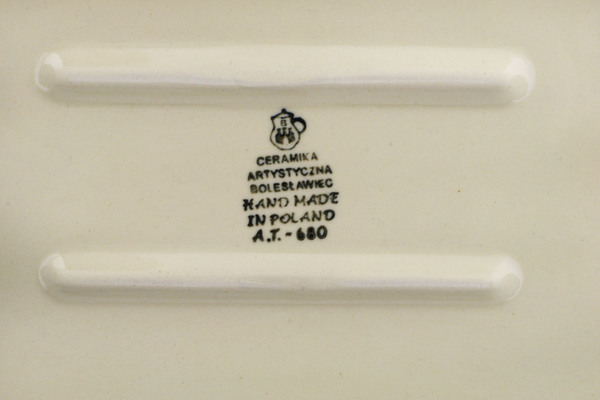 CERAMIKA
ARTYSTYCZNA
BOLESŁAWIEC
HAND MADE
IN POLAND
A.T. - 680